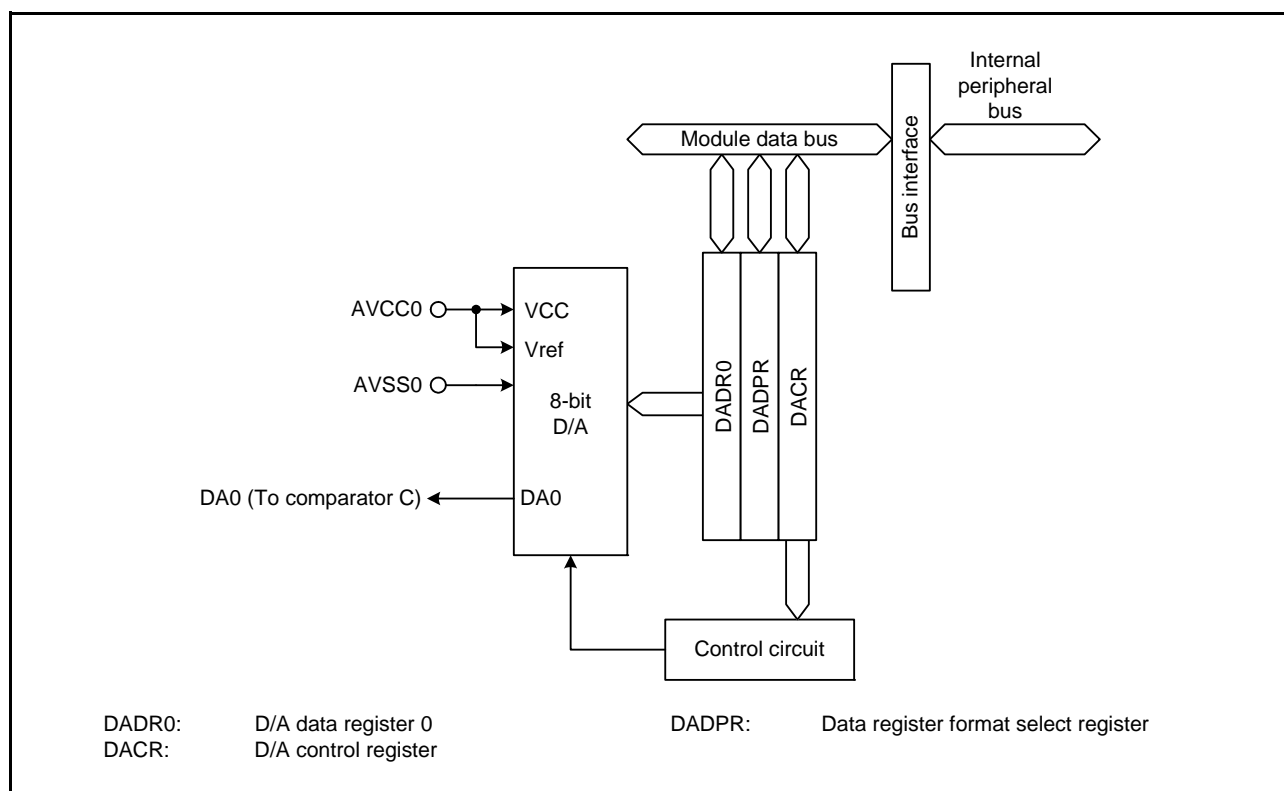 Internal
peripheral
bus
Module data bus
Bus interface
AVCC0
VCC
Vref
AVSS0
8-bit
D/A
DADR0
DADPR
DACR
DA0 (To comparator C)
DA0
Control circuit
DADR0: D/A data register 0
DADPR: Data register format select register
DACR: D/A control register